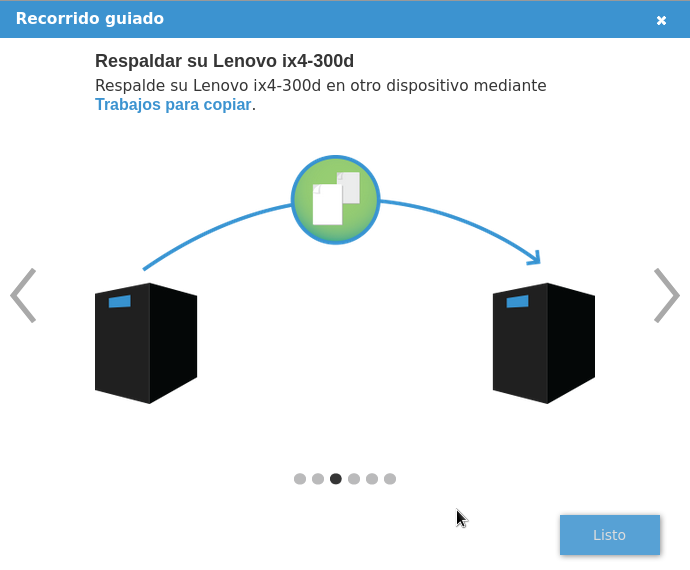 Recorrido guiado
Respaldar su Lenovo ix4-300d
Respalde su Lenovo ix4-300d en otro dispositivo mediante
Trabajos para copiar.
Listo